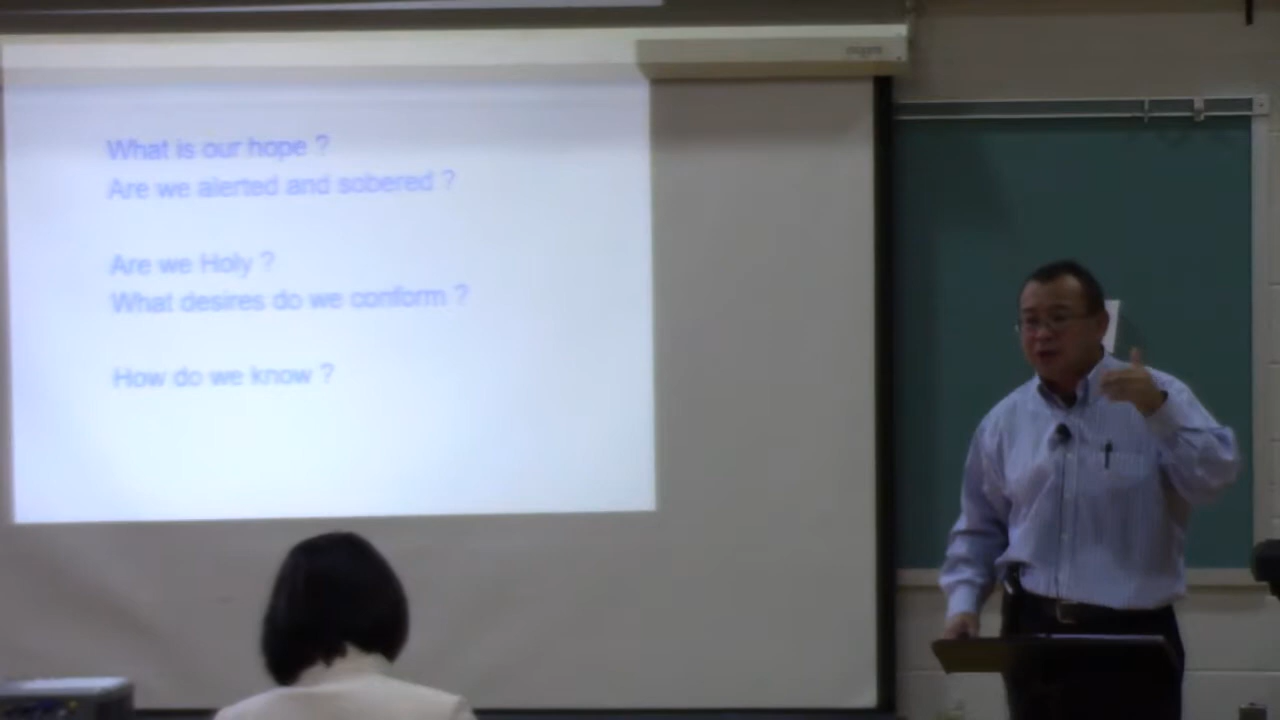 What is our hope ?
Are we alerted and sobered ?
Are we Holy ?
What desires do we conform ?
How do we know ?